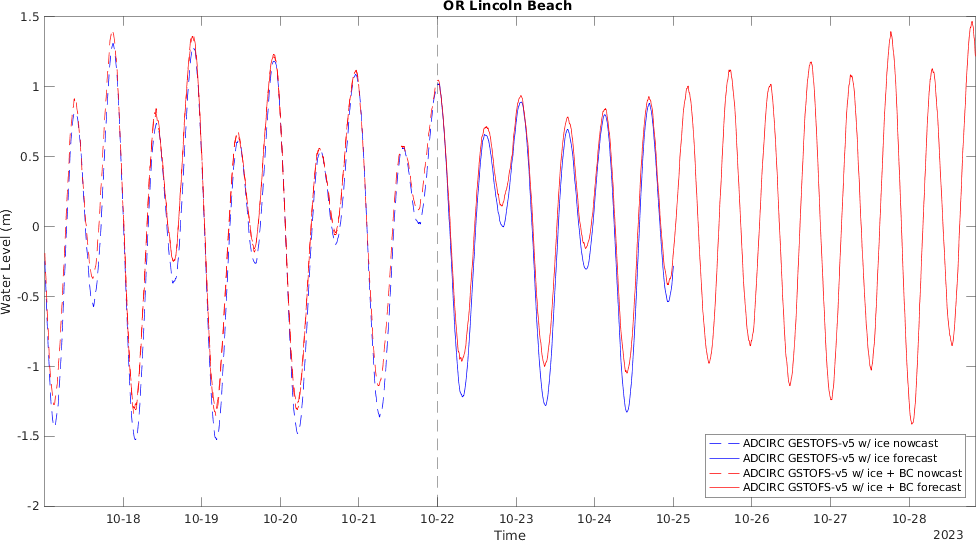 OR Lincoln Beach
1.5
1
0.5
0
-0.5
-1
-1.5
-2
Water Level (m)
10-18 10-19 10-20 10-21 10-22 10-23 10-24 10-25 10-26 10-27 10-28
Time
2023
ADCIRC GESTOFS-v5 w/ ice nowcast
ADCIRC GESTOFS-v5 w/ ice forecast
ADCIRC GSTOFS-v5 w/ ice + BC nowcast
ADCIRC GSTOFS-v5 w/ ice + BC forecast